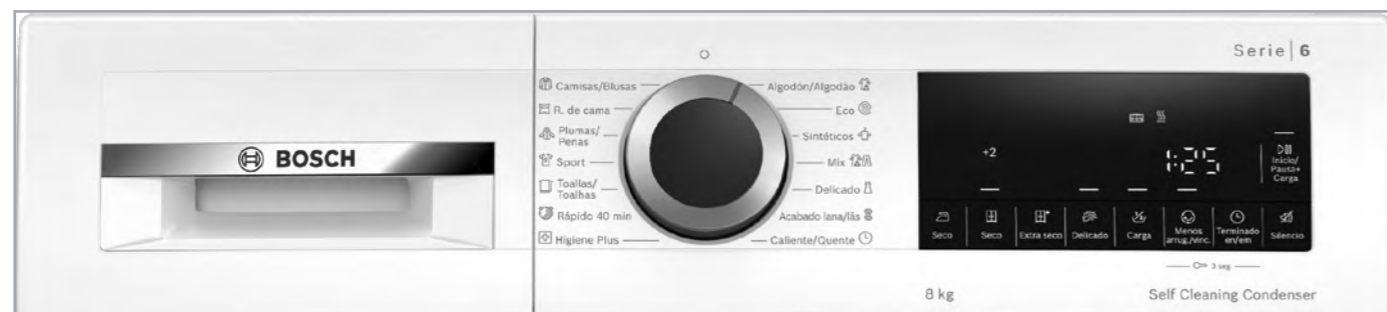 BOSCH
Camisas/Blusas
R. de cama
Plumas/
Penas
Sport
Toallas/
Toalhas
Rápido 40 min
Higiene Plus
Algodón/Algodão
Eco
Sintéticos
Mix
Delicado
Acabado lana/lãs
Caliente/Quente
Serie 6
+2
1:25
Inicio/
Pausa+
Carga
Seco
Seco
Extra seco
Delicado
Carga
Menos
arrug./vinc.
Terminado
en/em
Silencio
3 seg
8 kg
Self Cleaning Condenser